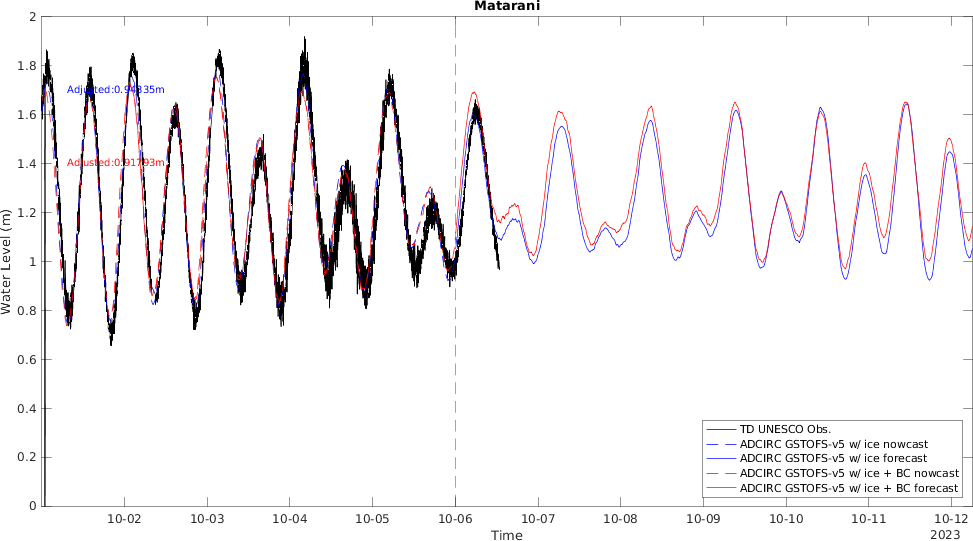 Matarani
2
1.8
1.6
1.4
1.2
1
0.8
0.6
0.4
0.2
0
Water Level (m)
Adjusted:0.94335m
Adjusted:0.91793m
TD UNESCO Obs.
ADCIRC GSTOFS-v5 w/ ice nowcast
ADCIRC GSTOFS-v5 w/ ice forecast
ADCIRC GSTOFS-v5 w/ ice + BC nowcast
ADCIRC GSTOFS-v5 w/ ice + BC forecast
10-02 10-03 10-04 10-05 10-06 10-07 10-08 10-09 10-10 10-11 10-12
Time
2023